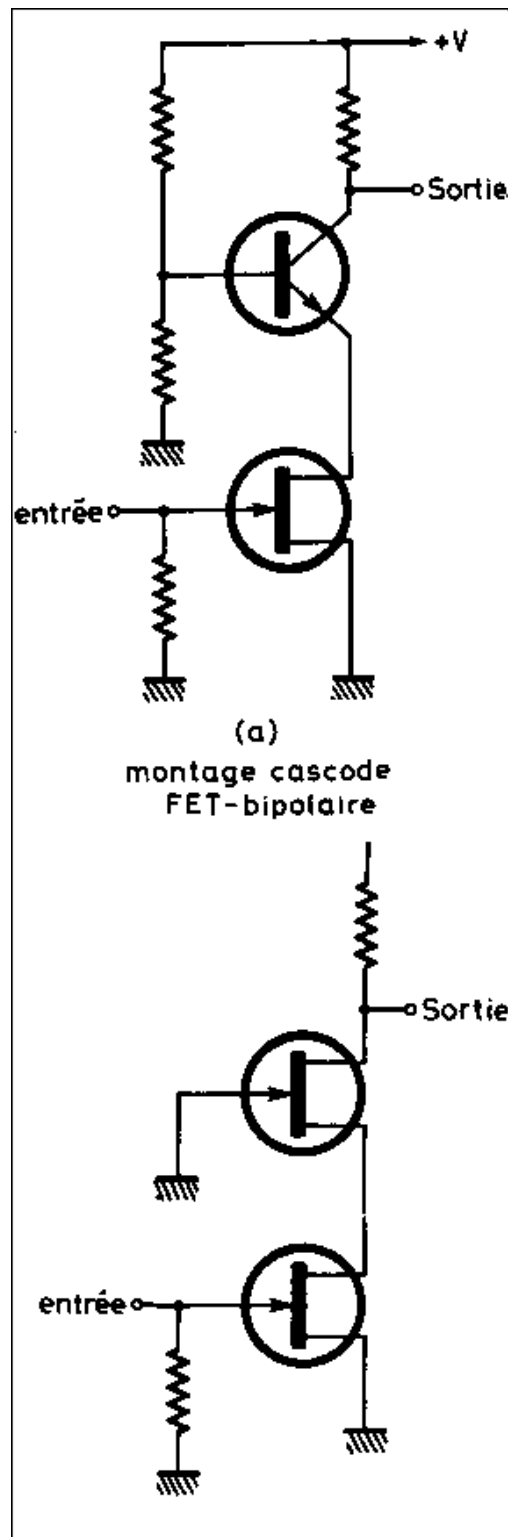 +V
Sortie
entrée
(a)
montage cascode
FET-bipolaire
Sortie
entrée